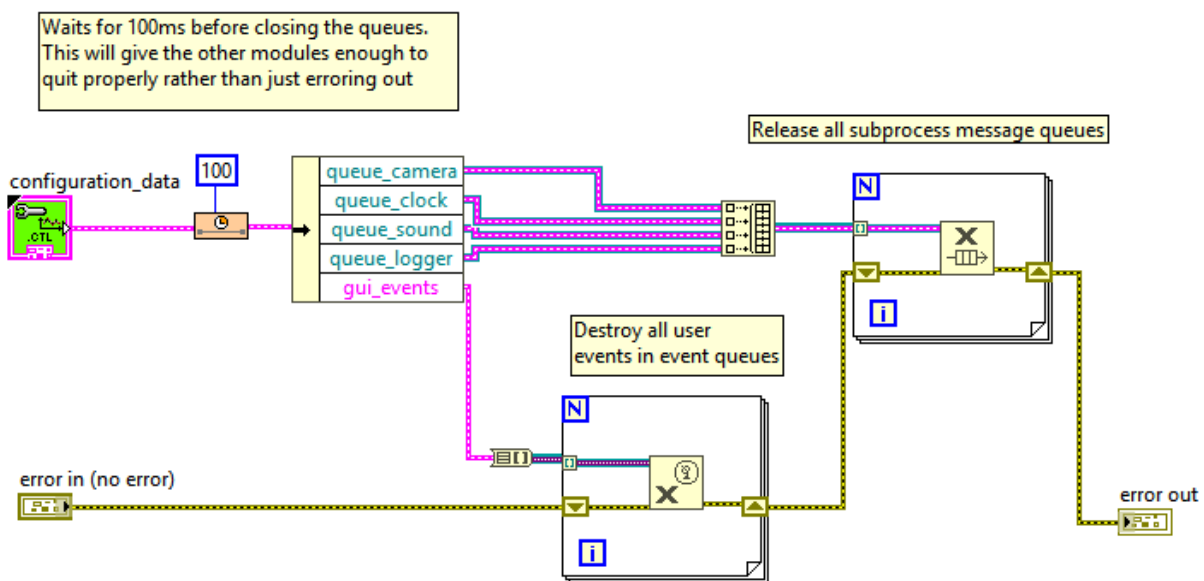 Waits for 100ms before closing the queues.
This will give the other modules enough to
quit properly rather than just erroring out
Release all subprocess message queues
configuration_data
100
.CTL
queue_camera
queue_clock
queue_sound
queue_logger
gui_events
N
i
Destroy all user
events in event queues
N
i
error in (no error)
error out